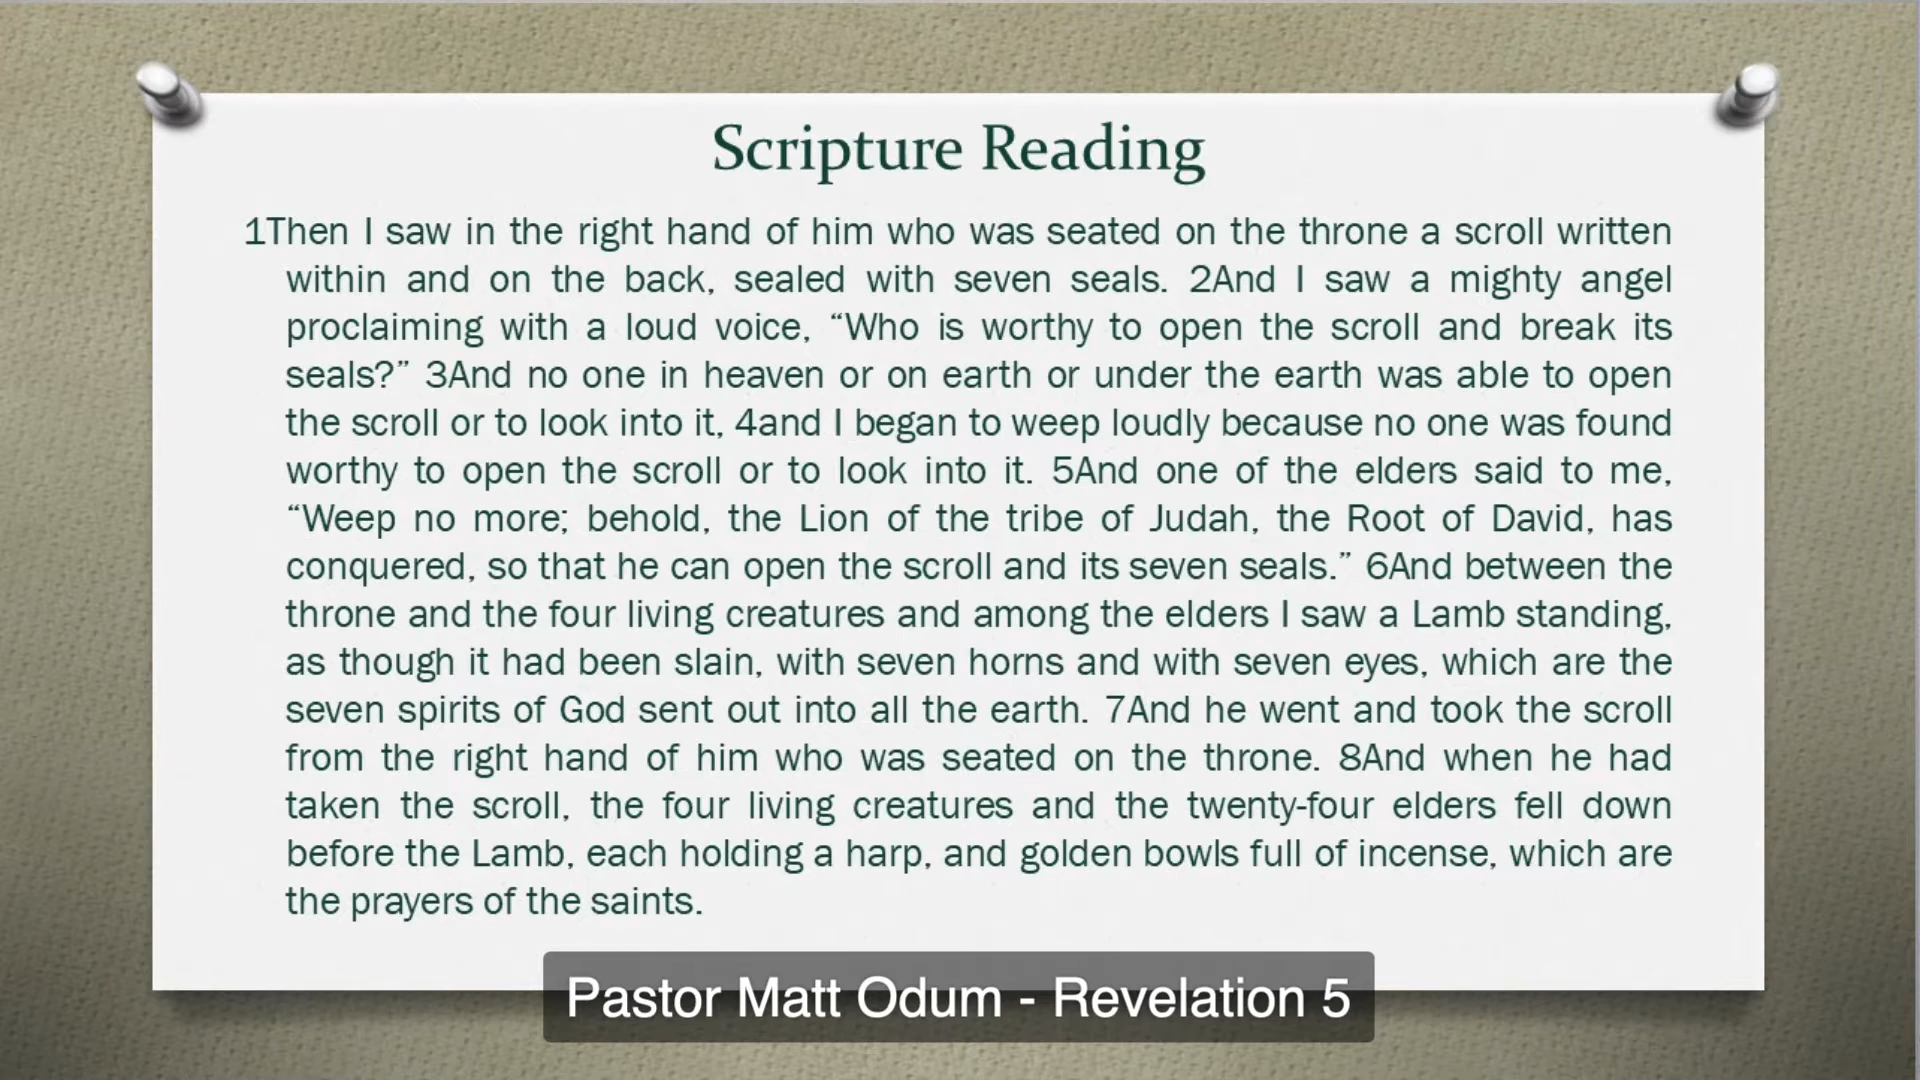 Scripture Reading
1Then I saw in the right hand of him who was seated on the throne a scroll written
within and on the back, sealed with seven seals. 2And I saw a mighty angel
proclaiming with a loud voice, “Who is worthy to open the scroll and break its
seals?” 3And no one in heaven or on earth or under the earth was able to open
the scroll or to look into it, 4and I began to weep loudly because no one was found
worthy to open the scroll or to look into it. 5And one of the elders said to me,
“Weep no more; behold, the Lion of the tribe of Judah, the Root of David, has
conquered, so that he can open the scroll and its seven seals.” 6And between the
throne and the four living creatures and among the elders I saw a Lamb standing,
as though it had been slain, with seven horns and with seven eyes, which are the
seven spirits of God sent out into all the earth. 7And he went and took the scroll
from the right hand of him who was seated on the throne. 8And when he had
taken the scroll, the four living creatures and the twenty-four elders fell down
before the Lamb, each holding a harp, and golden bowls full of incense, which are
the prayers of the saints.
Pastor Matt Odum - Revelation 5